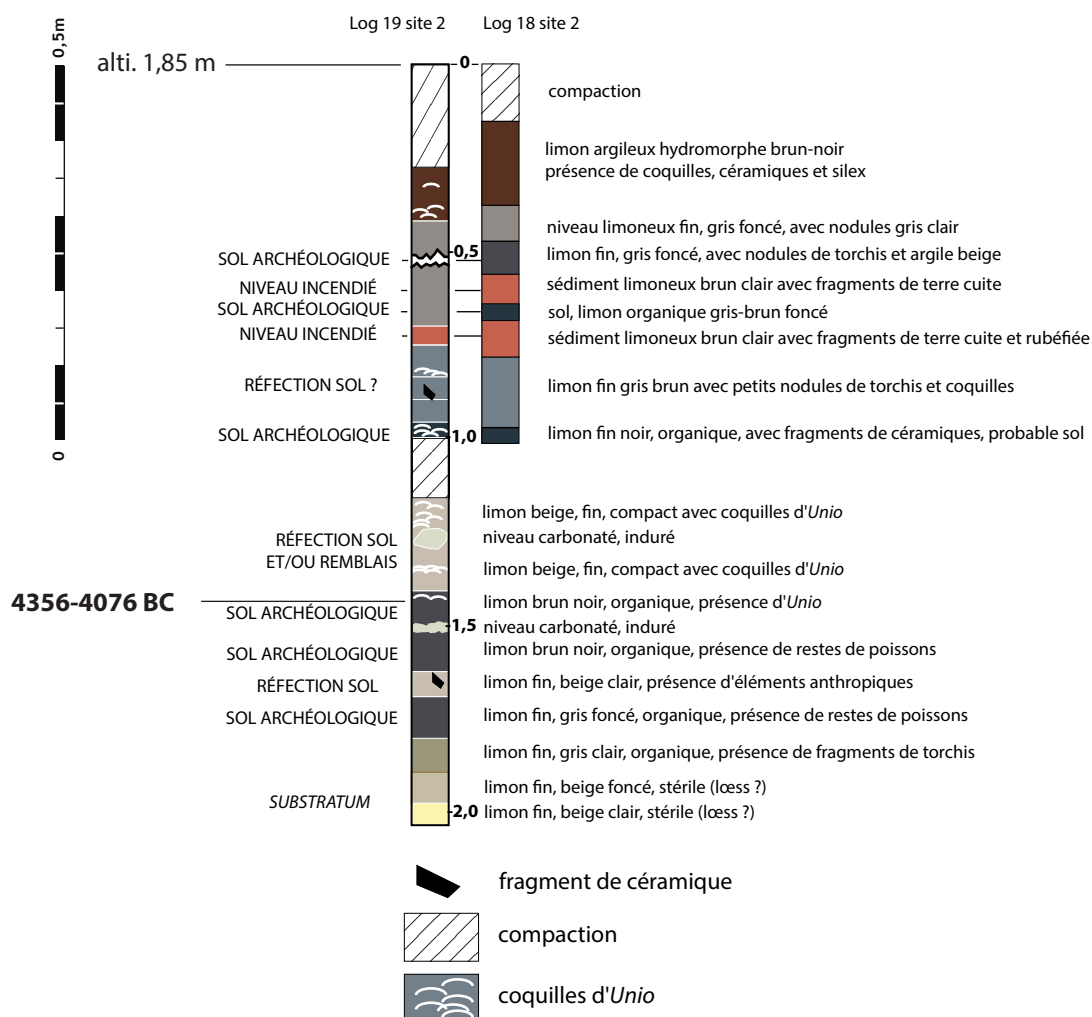 Log 19 site 2
Log 18 site 2
0,5m
0
alti. 1,85 m
0
compaction
limon argileux hydromorphe brun-noir
présence de coquilles, céramiques et silex
niveau limoneux fin, gris foncé, avec nodules gris clair
-0,5
SOL ARCHÉOLOGIQUE
limon fin, gris foncé, avec nodules de torchis et argile beige
NIVEAU INCENDIÉ
sédiment limoneux brun clair avec fragments de terre cuite
SOL ARCHÉOLOGIQUE
sol, limon organique gris-brun foncé
NIVEAU INCENDIÉ
sédiment limoneux brun clair avec fragments de terre cuite et rubéfiée
RÉFECTION SOL ?
limon fin gris brun avec petits nodules de torchis et coquilles
SOL ARCHÉOLOGIQUE
-1,0
limon fin noir, organique, avec fragments de céramiques, probable sol
limon beige, fin, compact avec coquilles d'Unio
RÉFECTION SOL
ET/OU REMBLAIS
niveau carbonaté, induré
limon beige, fin, compact avec coquilles d'Unio
4356-4076 BC
SOL ARCHÉOLOGIQUE
limon brun noir, organique, présence d'Unio
-1,5
niveau carbonaté, induré
SOL ARCHÉOLOGIQUE
limon brun noir, organique, présence de restes de poissons
RÉFECTION SOL
limon fin, beige clair, présence d'éléments anthropiques
SOL ARCHÉOLOGIQUE
limon fin, gris foncé, organique, présence de restes de poissons
limon fin, gris clair, organique, présence de fragments de torchis
limon fin, beige foncé, stérile (lœss ?)
SUBSTRATUM
-2,0
limon fin, beige clair, stérile (lœss ?)
fragment de céramique
compaction
coquilles d'Unio